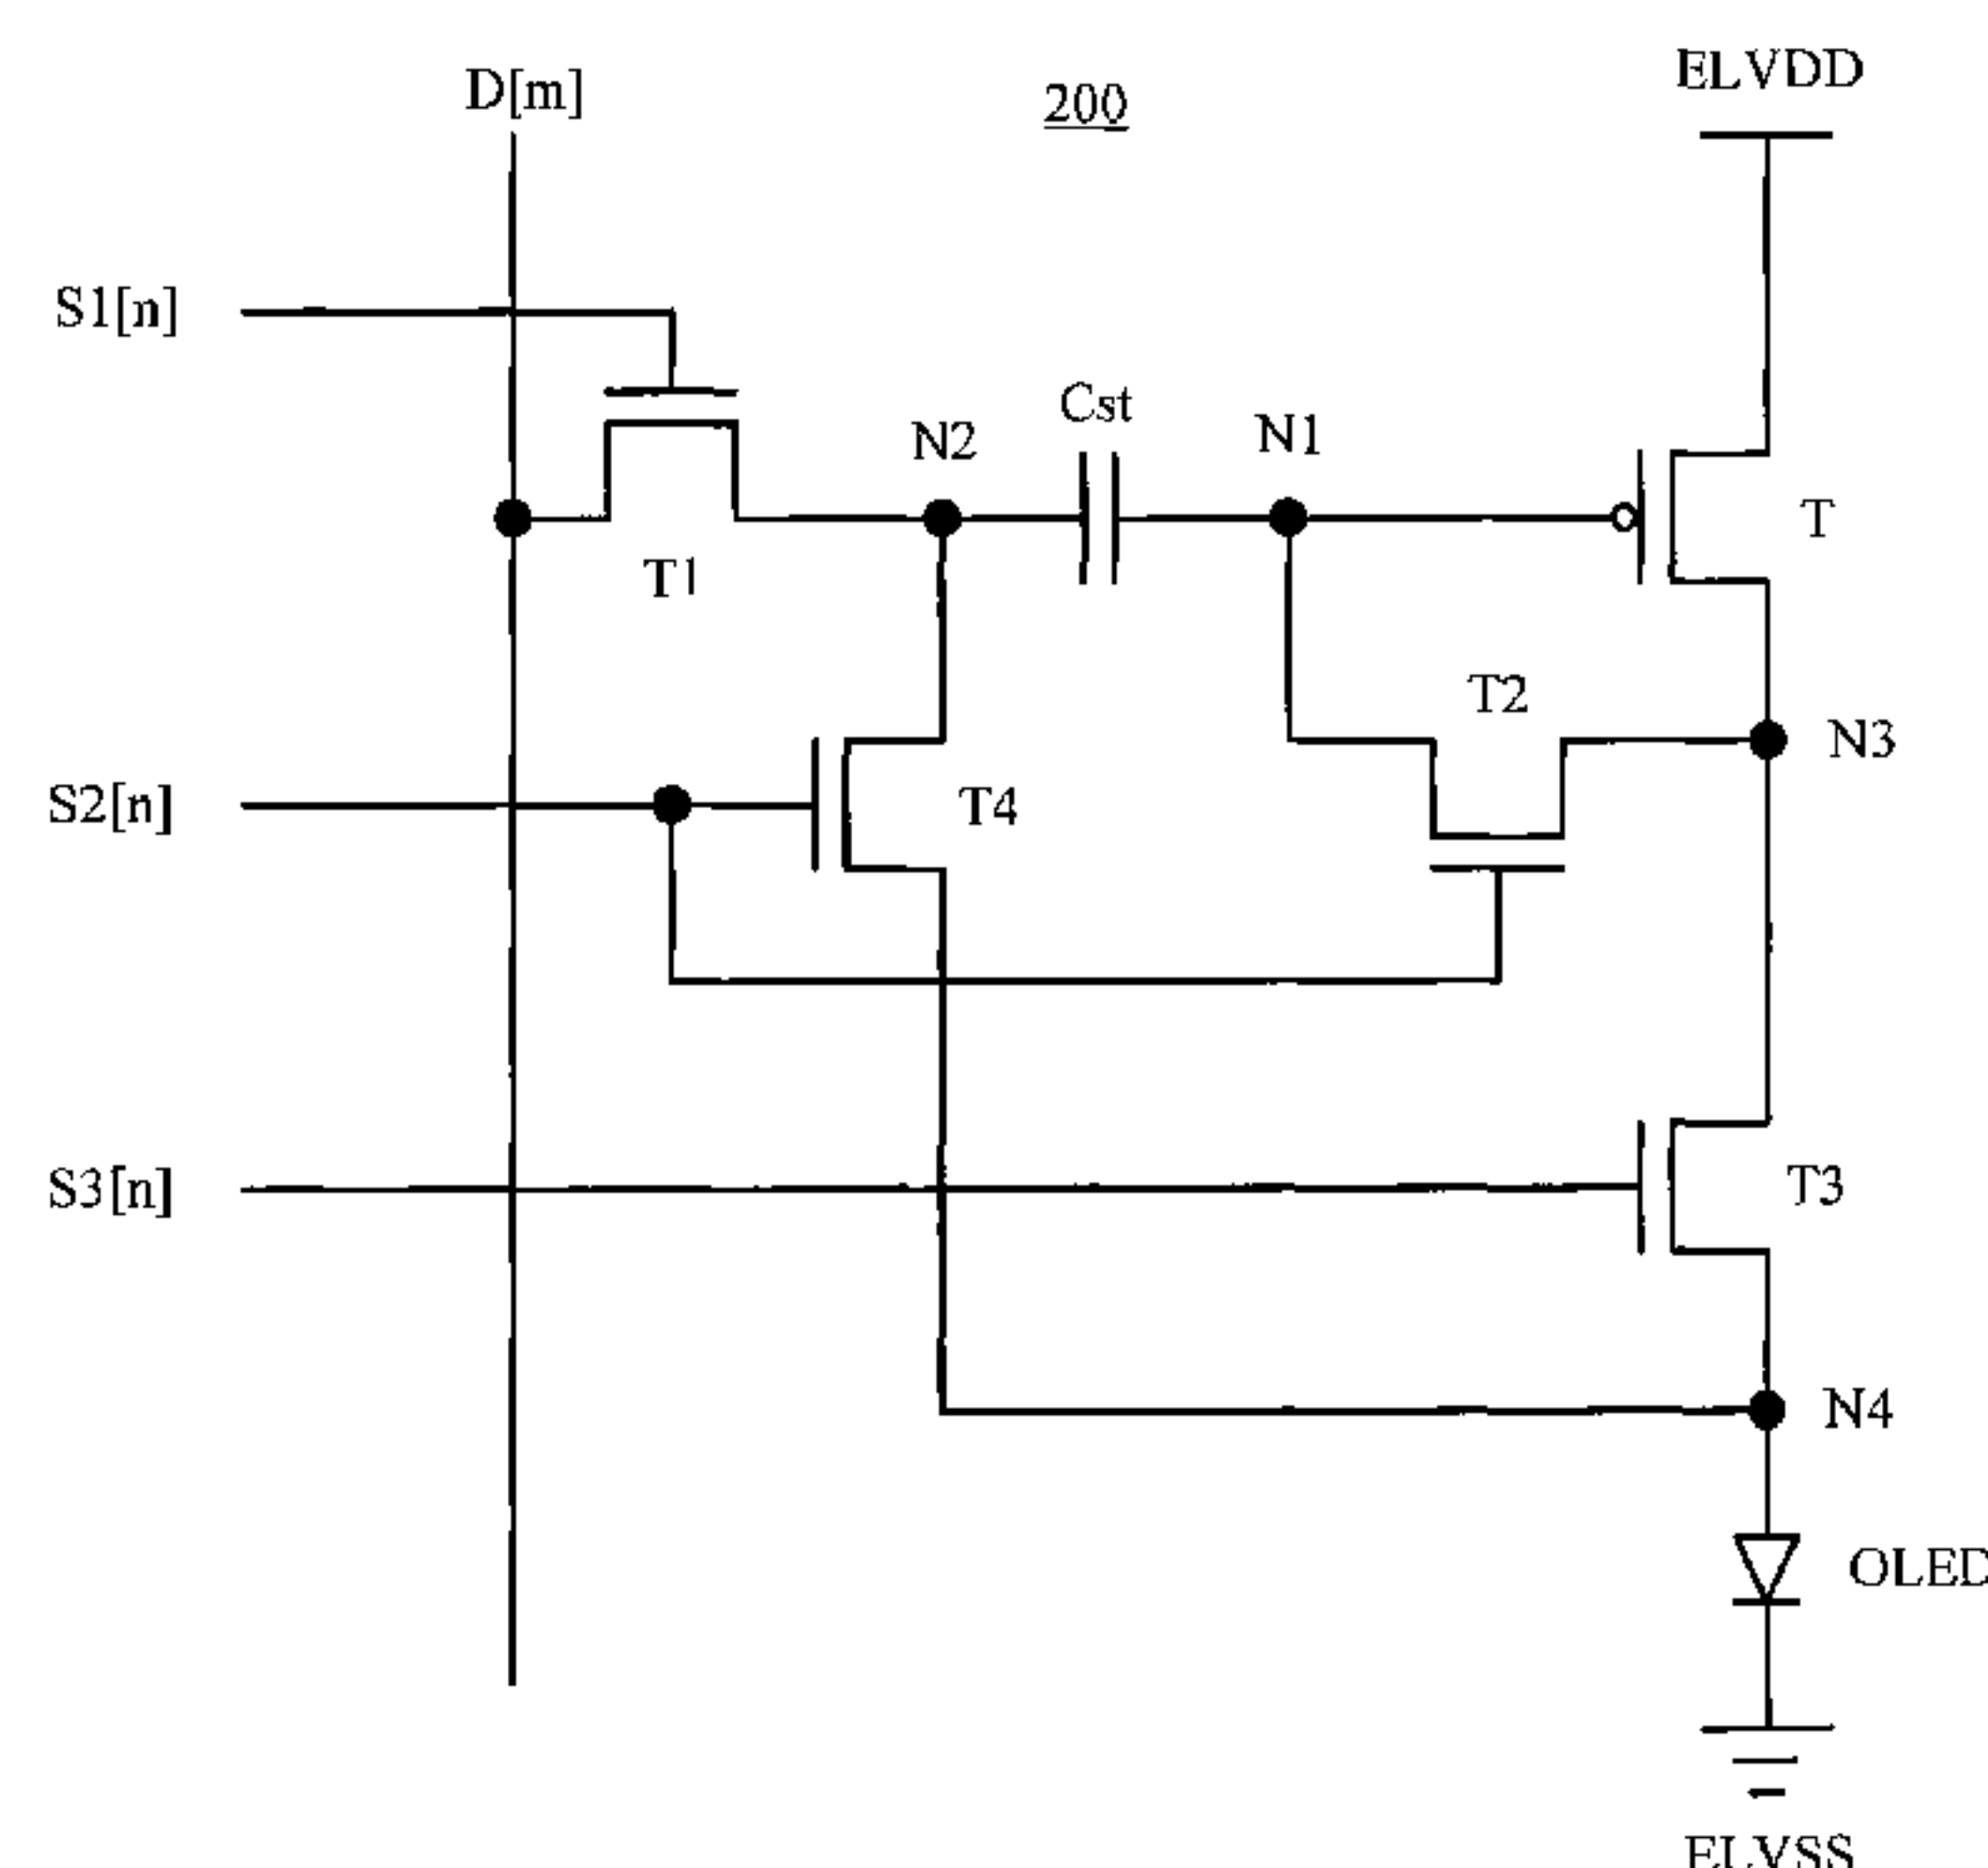 ELVDD
D[m]
200
S1[n]
Cst
N1
N2
T
T1
T2
N3
S2[n]
T4
S3[n]
T3
N4
OLED
ELVSS